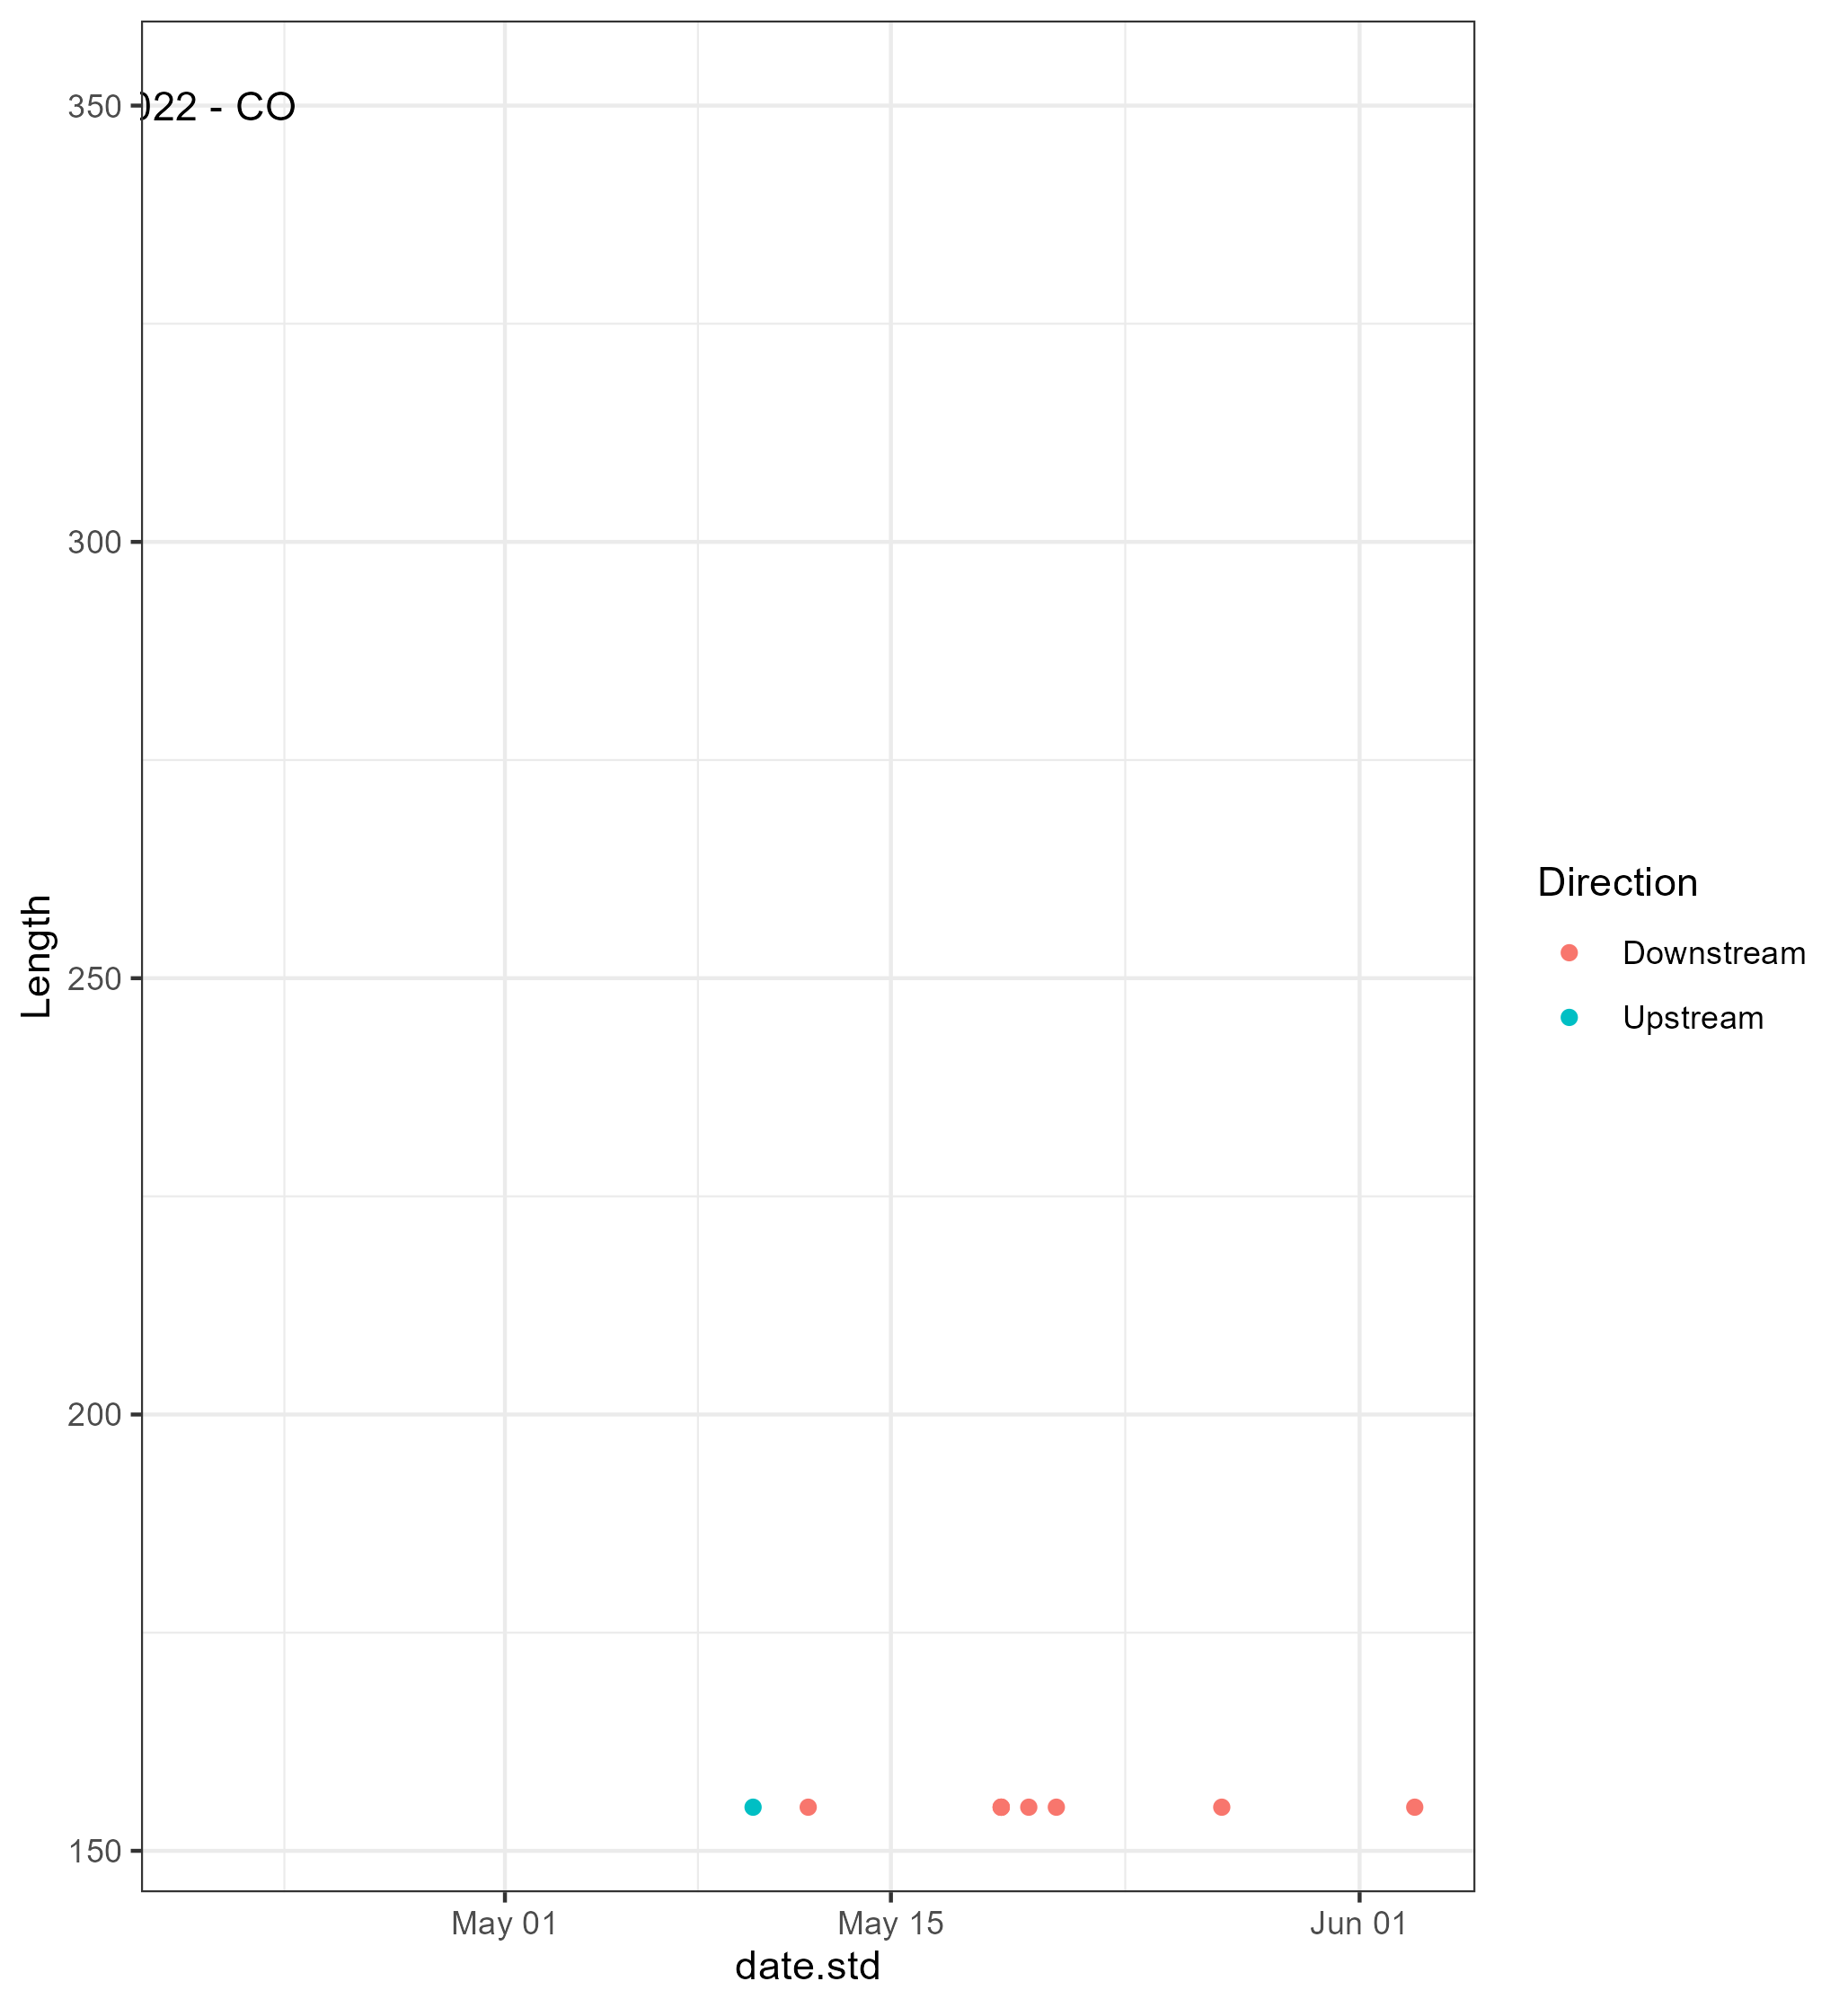 022 - CO
350
300
250
200
150
Length
May 01
May 15
Jun 01
date.std
Direction
Downstream
Upstream